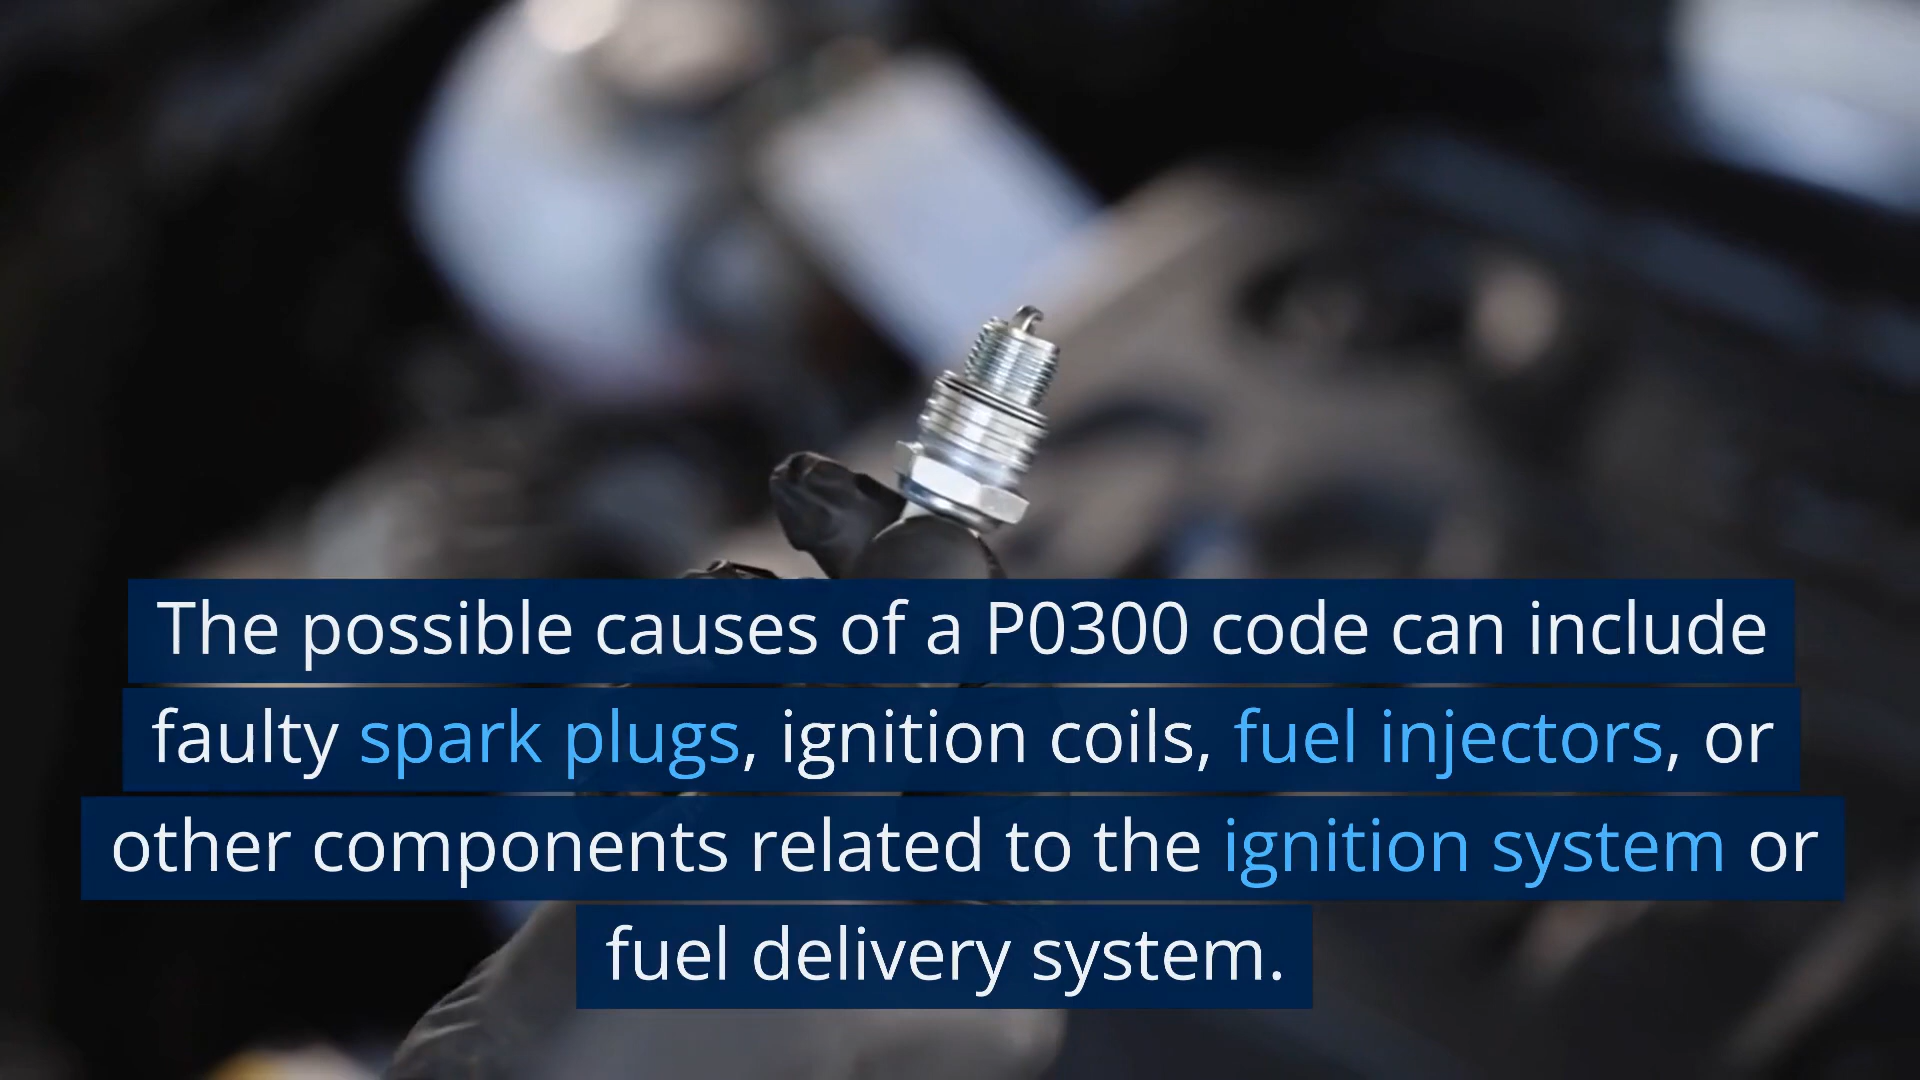 The possible causes of a P0300 code can include
faulty spark plugs, ignition coils, fuel injectors, or
other components related to the ignition system or
fuel delivery system.